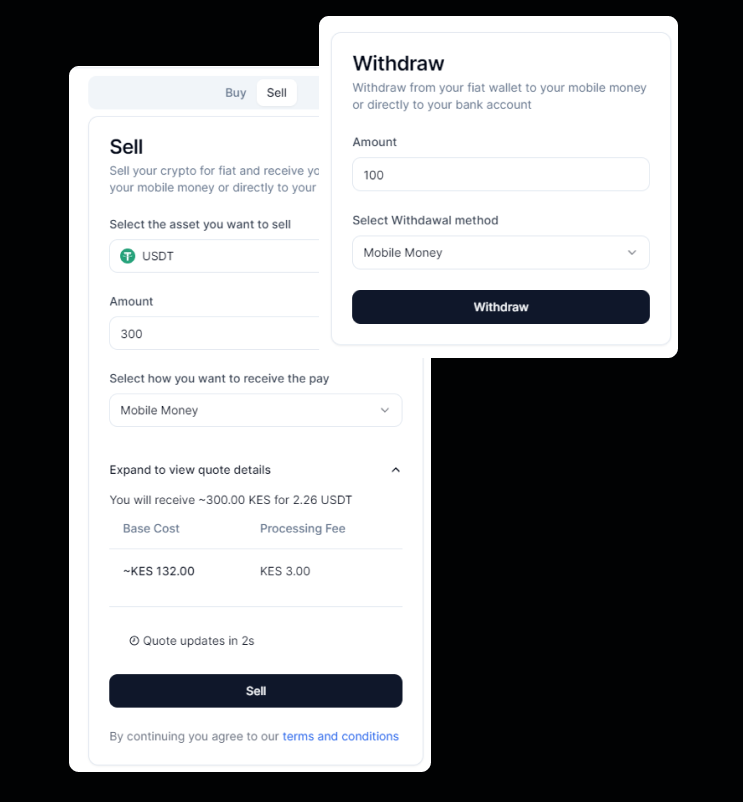 Buy Sell
Sell
Sell your crypto for fiat and receive yo
your mobile money or directly to your
Select the asset you want to sell
USDT
Amount
300
Select how you want to receive the pay
Mobile Money
Expand to view quote details
You will receive ~300.00 KES for 2.26 USDT
Base Cost Processing Fee
~KES 132.00 KES 3.00
Quote updates in 2s
Sell
By continuing you agree to our terms and conditions
Withdraw
Withdraw from your fiat wallet to your mobile money
or directly to your bank account
Amount
100
Select Withdawal method
Mobile Money
Withdraw